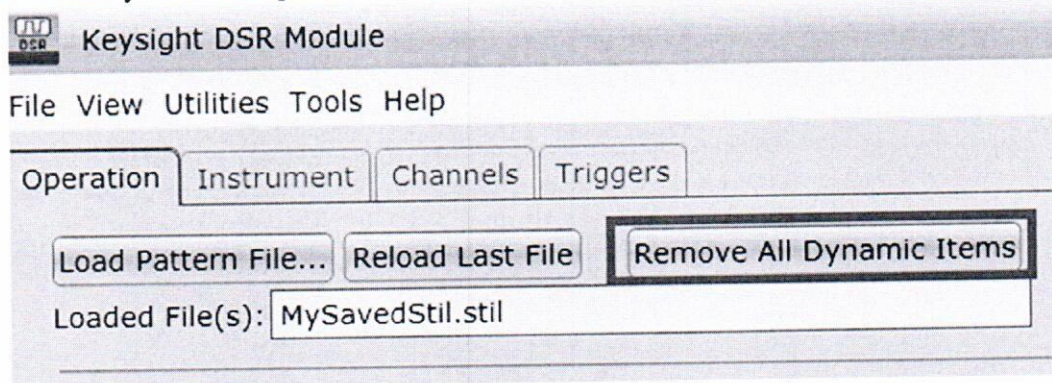 DSR Keysight DSR Module
File View Utilities Tools Help
Operation Instrument Channels Triggers
Load Pattern File... Reload Last File Remove All Dynamic Items
Loaded File(s): MySavedStil.stil